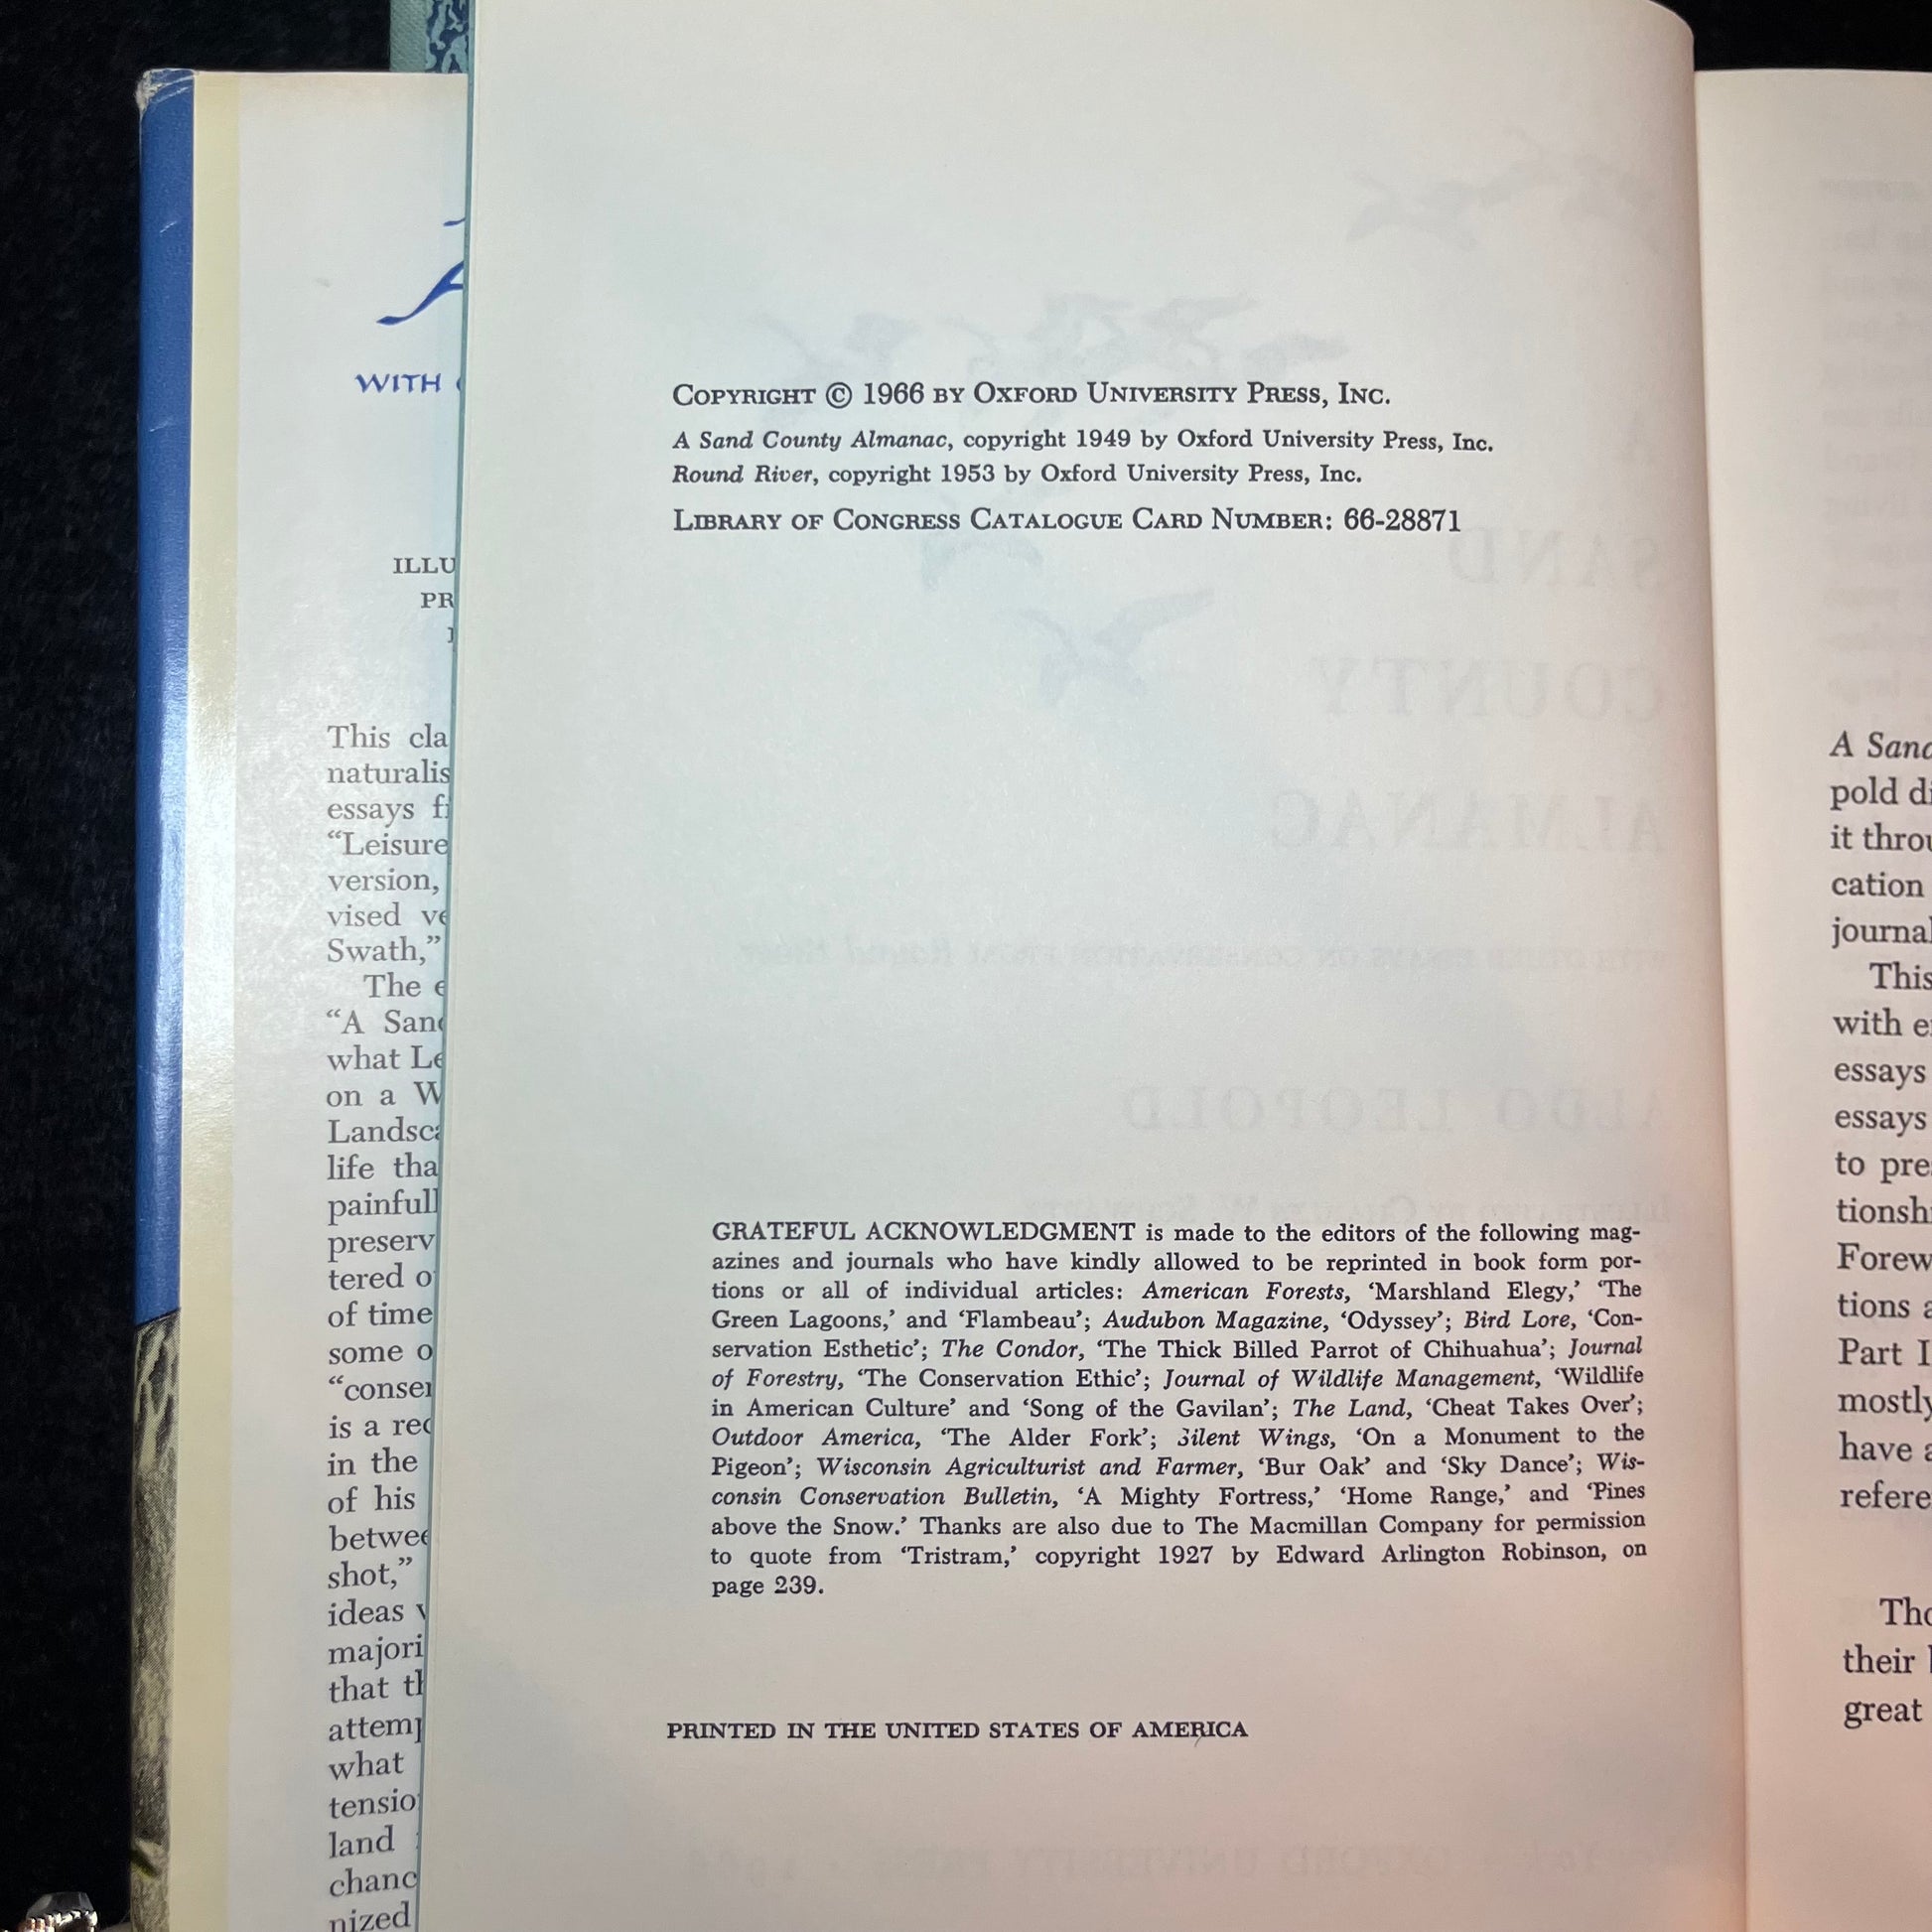 WITH
ILLU
PR
This cla
naturalis
essays fi
“Leisure
version,
vised ve
Swath,”
The e
“A Sand
what Le
on a W
Landsca
life tha
painfull
preserv
tered o
of time
some o
“conser
is a rec
in the
of his
betwee
shot,”
ideas
majori
that th
attemp
what
tensio
land
chanc
nized
COPYRIGHT © 1966 BY OXFORD UNIVERSITY PRESS, INC.
A Sand County Almanac, copyright 1949 by Oxford University Press, Inc.
Round River, copyright 1953 by Oxford University Press, Inc.
LIBRARY OF CONGRESS CATALOGUE CARD NUMBER: 66-28871
SAND
COUNTY
ALMANAC
ALDO LEOPOLD
GRATEFUL ACKNOWLEDGMENT is made to the editors of the following mag-
azines and journals who have kindly allowed to be reprinted in book form por-
tions or all of individual articles: American Forests, ‘Marshland Elegy,’ ‘The
Green Lagoons,’ and ‘Flambeau’; Audubon Magazine, ‘Odyssey’; Bird Lore, ‘Con-
servation Esthetic’; The Condor, ‘The Thick Billed Parrot of Chihuahua’; Journal
of Forestry, ‘The Conservation Ethic’; Journal of Wildlife Management, ‘Wildlife
in American Culture’ and ‘Song of the Gavilan’; The Land, ‘Cheat Takes Over’;
Outdoor America, ‘The Alder Fork’; Silent Wings, ‘On a Monument to the
Pigeon’; Wisconsin Agriculturist and Farmer, ‘Bur Oak’ and ‘Sky Dance’; Wis-
consin Conservation Bulletin, ‘A Mighty Fortress,’ ‘Home Range,’ and ‘Pines
above the Snow.’ Thanks are also due to The Macmillan Company for permission
to quote from ‘Tristram,’ copyright 1927 by Edward Arlington Robinson, on
page 239.
PRINTED IN THE UNITED STATES OF AMERICA
A Sand
pold di
it throu
cation
journal
This
with e
essays
essays
to pre
tionshi
Forew
tions a
Part I
mostly
have a
refere
Tho
their
great